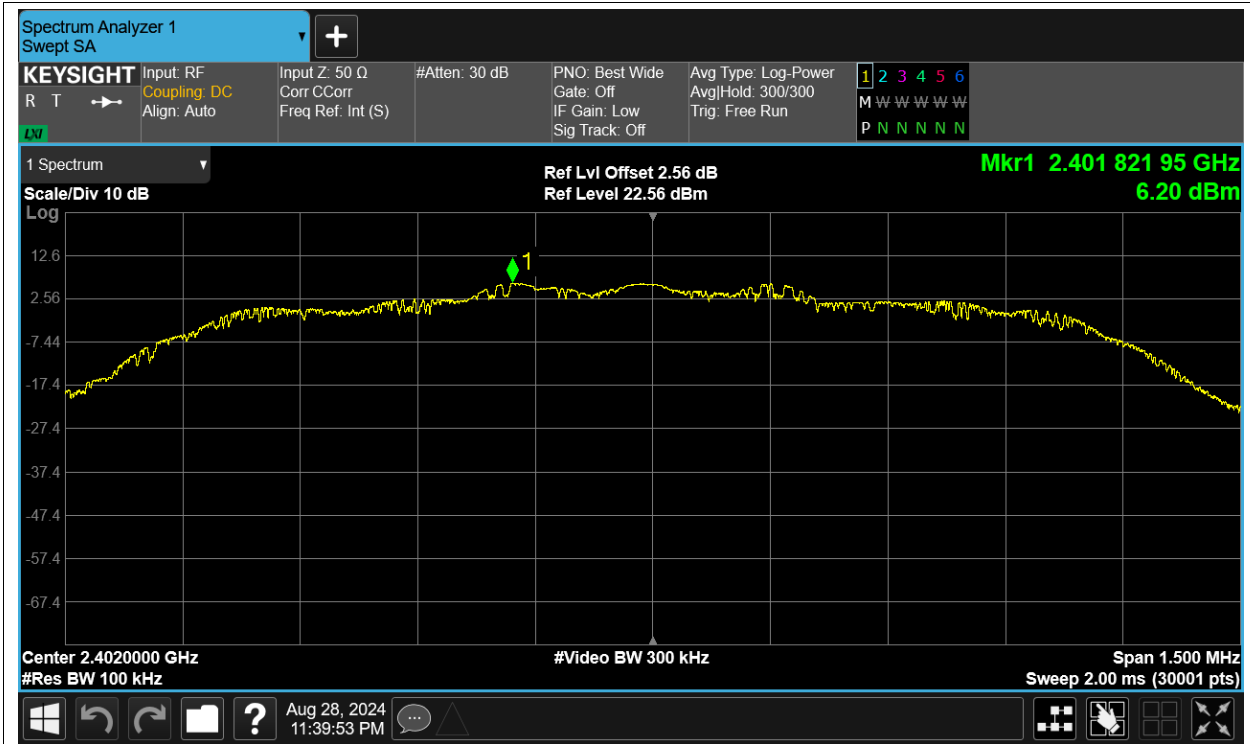 Spectrum Analyzer 1
Swept SA
KEYSIGHT
R T
LXI
Input: RF
Coupling: DC
Align: Auto
Input Z: 50 Ω
Corr CCorr
Freq Ref: Int (S)
#Atten: 30 dB
PNO: Best Wide
Gate: Off
IF Gain: Low
Sig Track: Off
Avg Type: Log-Power
Avg|Hold: 300/300
Trig: Free Run
1 2 3 4 5 6
M W W W W W
P N N N N N
1 Spectrum
Scale/Div 10 dB
Log
Ref Lvl Offset 2.56 dB
Ref Level 22.56 dBm
Mkr1 2.401 821 95 GHz
6.20 dBm
1
12.6
2.56
-7.44
-17.4
-27.4
-37.4
-47.4
-57.4
-67.4
Center 2.4020000 GHz
#Video BW 300 kHz
Span 1.500 MHz
#Res BW 100 kHz
Sweep 2.00 ms (30001 pts)
?
Aug 28, 2024
11:39:53 PM